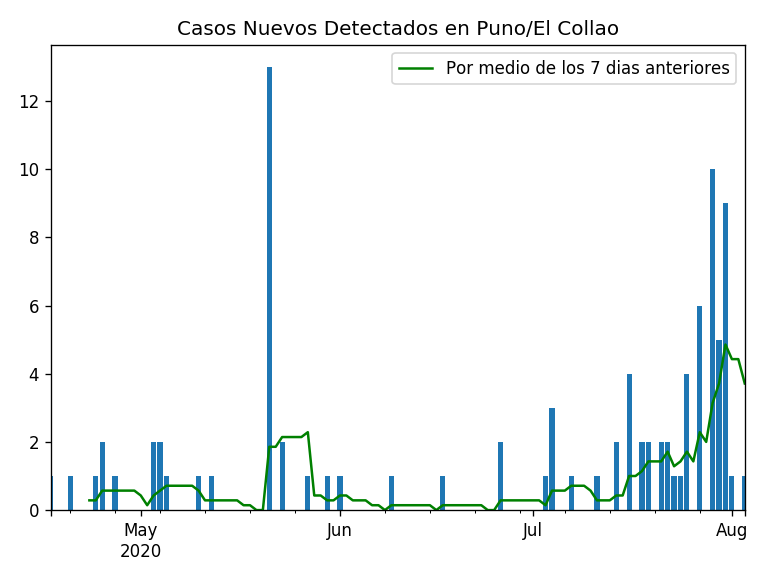 Casos Nuevos Detectados en Puno/El Collao
Por medio de los 7 dias anteriores
12
10
8
6
4
2
0
May Jun Jul Aug
2020